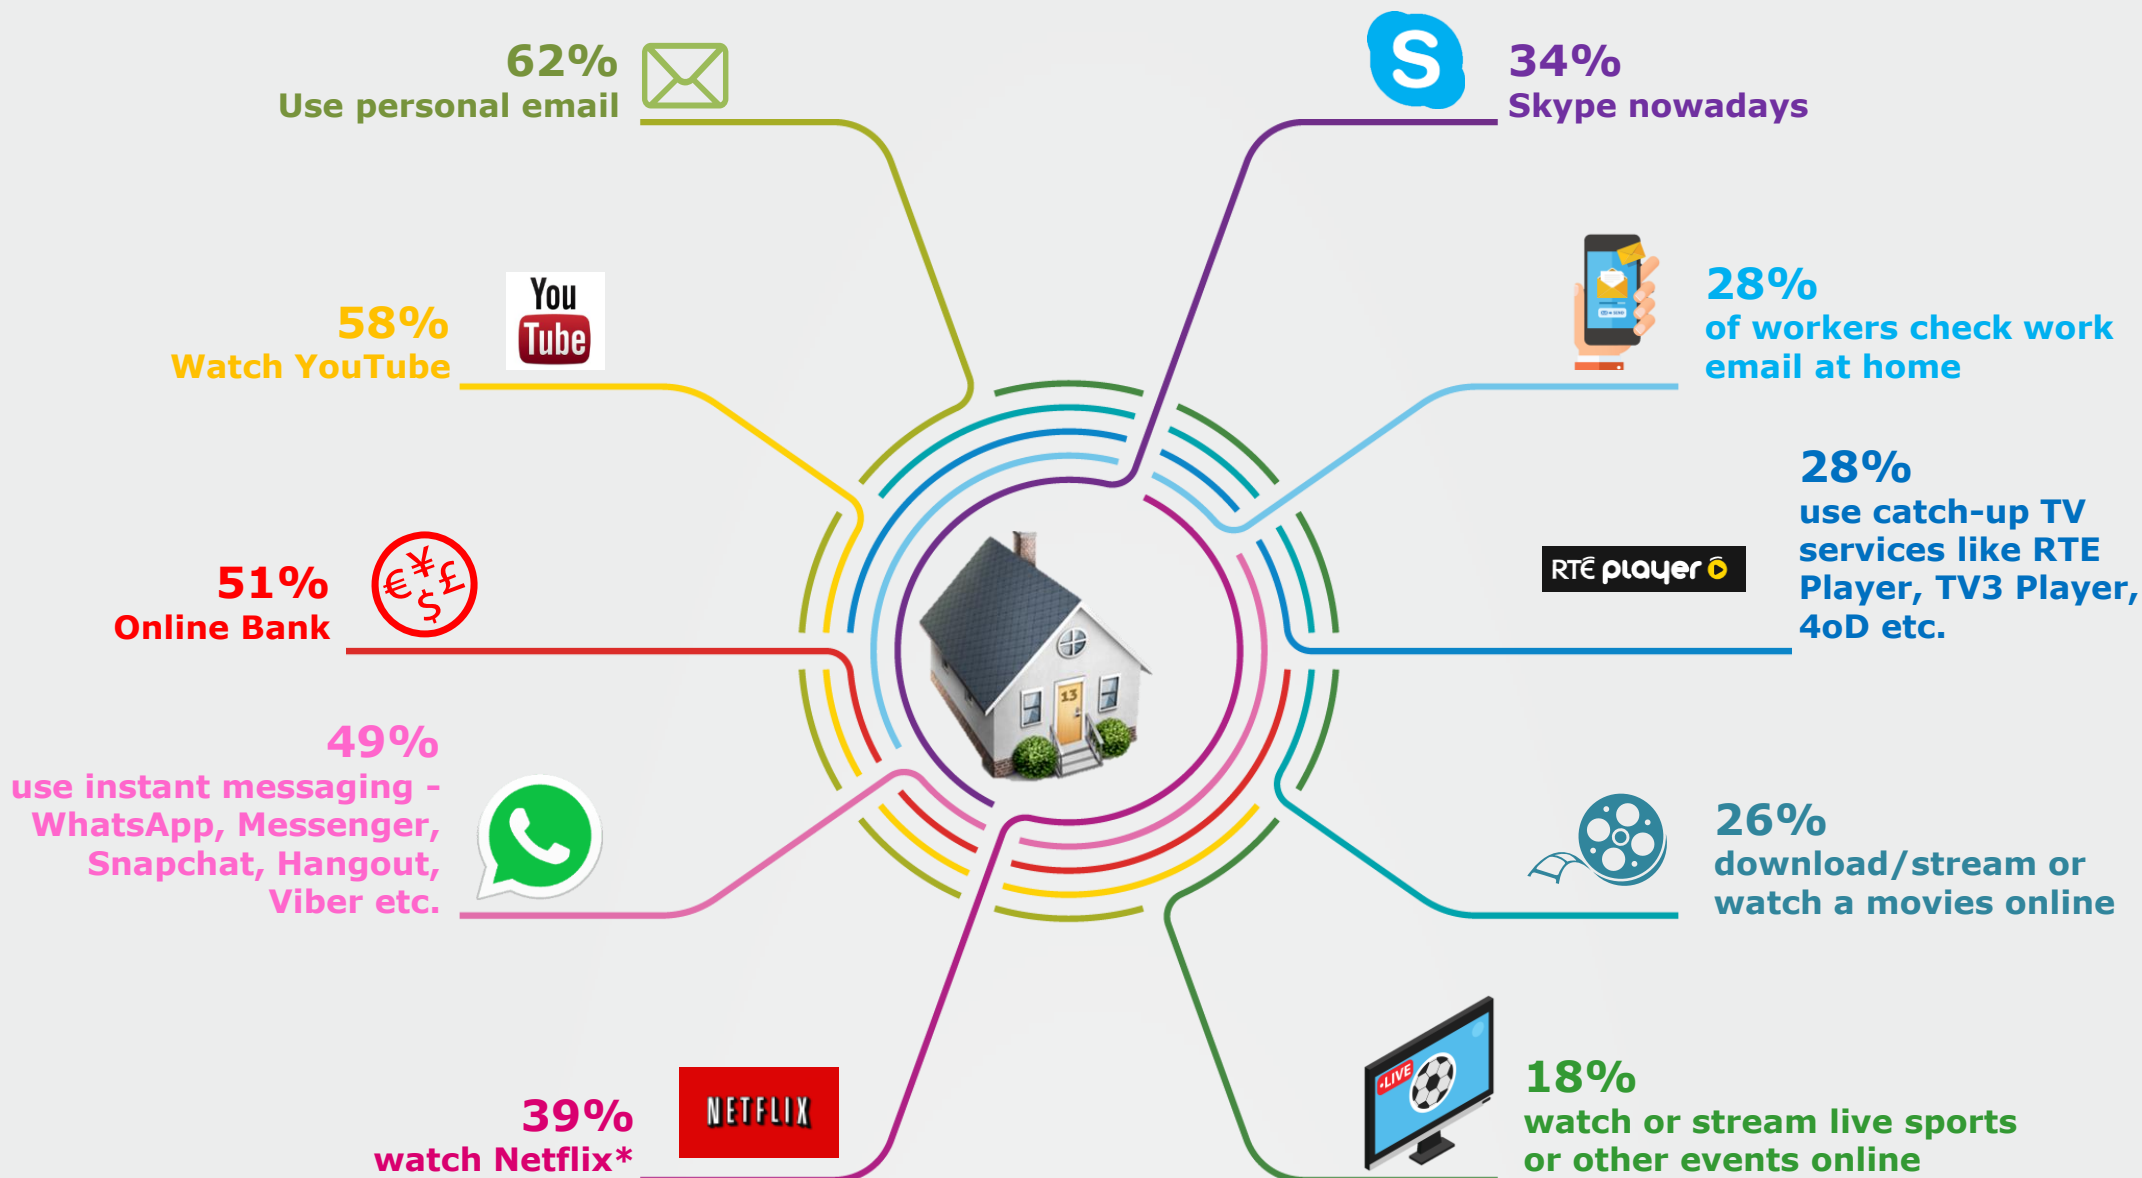 62%
Use personal email
58%
Watch YouTube
You
Tube
51%
Online Bank
€ ¥ £ $
49%
use instant messaging -
WhatsApp, Messenger,
Snapchat, Hangout,
Viber etc.
39%
watch Netflix*
NETFLIX
13
S
34%
Skype nowadays
28%
of workers check work
email at home
28%
use catch-up TV
services like RTE
Player, TV3 Player,
4oD etc.
RTÉ player
26%
download/stream or
watch a movies online
LIVE
18%
watch or stream live sports
or other events online